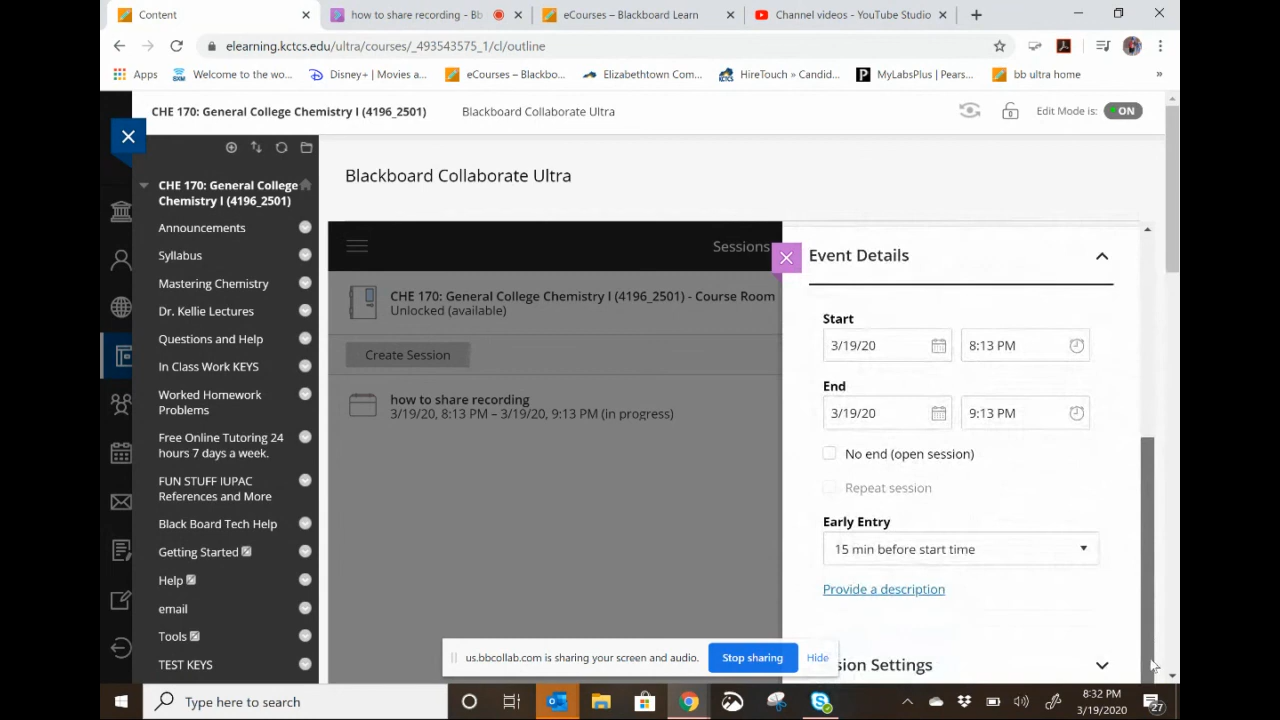 Content
how to share recording - Bb
eCourses – Blackboard Learn
Channel videos - YouTube Studio
elearning.kctcs.edu/ultra/courses/_493543575_1/cl/outline
Apps
Welcome to the wo...
Disney+ | Movies a...
eCourses – Blackbo...
Elizabethtown Com...
HireTouch » Candid...
MyLabsPlus | Pears...
bb ultra home
»
CHE 170: General College Chemistry I (4196_2501)
Blackboard Collaborate Ultra
Edit Mode is:
ON
CHE 170: General College
Chemistry I (4196_2501)
Announcements
Syllabus
Mastering Chemistry
Dr. Kellie Lectures
Questions and Help
In Class Work KEYS
Worked Homework
Problems
Free Online Tutoring 24
hours 7 days a week.
FUN STUFF IUPAC
References and More
Black Board Tech Help
Getting Started
Help
email
Tools
TEST KEYS
Blackboard Collaborate Ultra
Sessions
CHE 170: General College Chemistry I (4196_2501) - Course Room
Unlocked (available)
Create Session
how to share recording
3/19/20, 8:13 PM – 3/19/20, 9:13 PM (in progress)
Event Details
Start
3/19/20
8:13 PM
End
3/19/20
9:13 PM
No end (open session)
Repeat session
Early Entry
15 min before start time
Provide a description
sion Settings
us.bbcollab.com is sharing your screen and audio.
Stop sharing
Hide
Type here to search
8:32 PM
3/19/2020
27